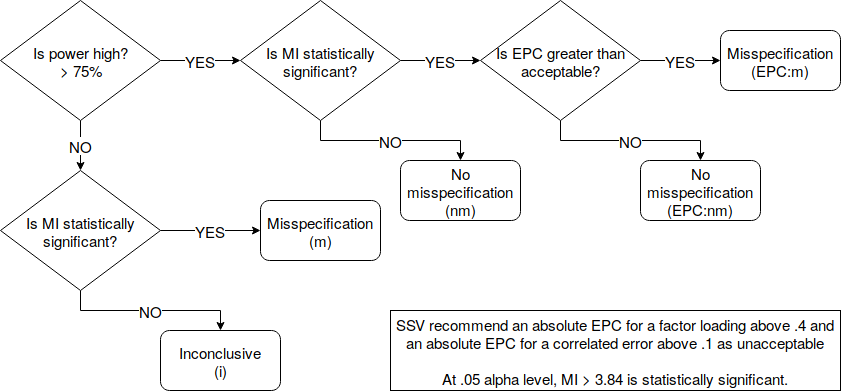 Is power high?
> 75%
YES
Is MI statistically
significant?
YES
Is EPC greater than
acceptable?
YES
Misspecification
(EPC:m)
NO
NO
NO
No
misspecification
(nm)
No
misspecification
(EPC:nm)
Is MI statistically
significant?
YES
Misspecification
(m)
NO
Inconclusive
(i)
SSV recommend an absolute EPC for a factor loading above .4 and
an absolute EPC for a correlated error above .1 as unacceptable
At .05 alpha level, MI > 3.84 is statistically significant.